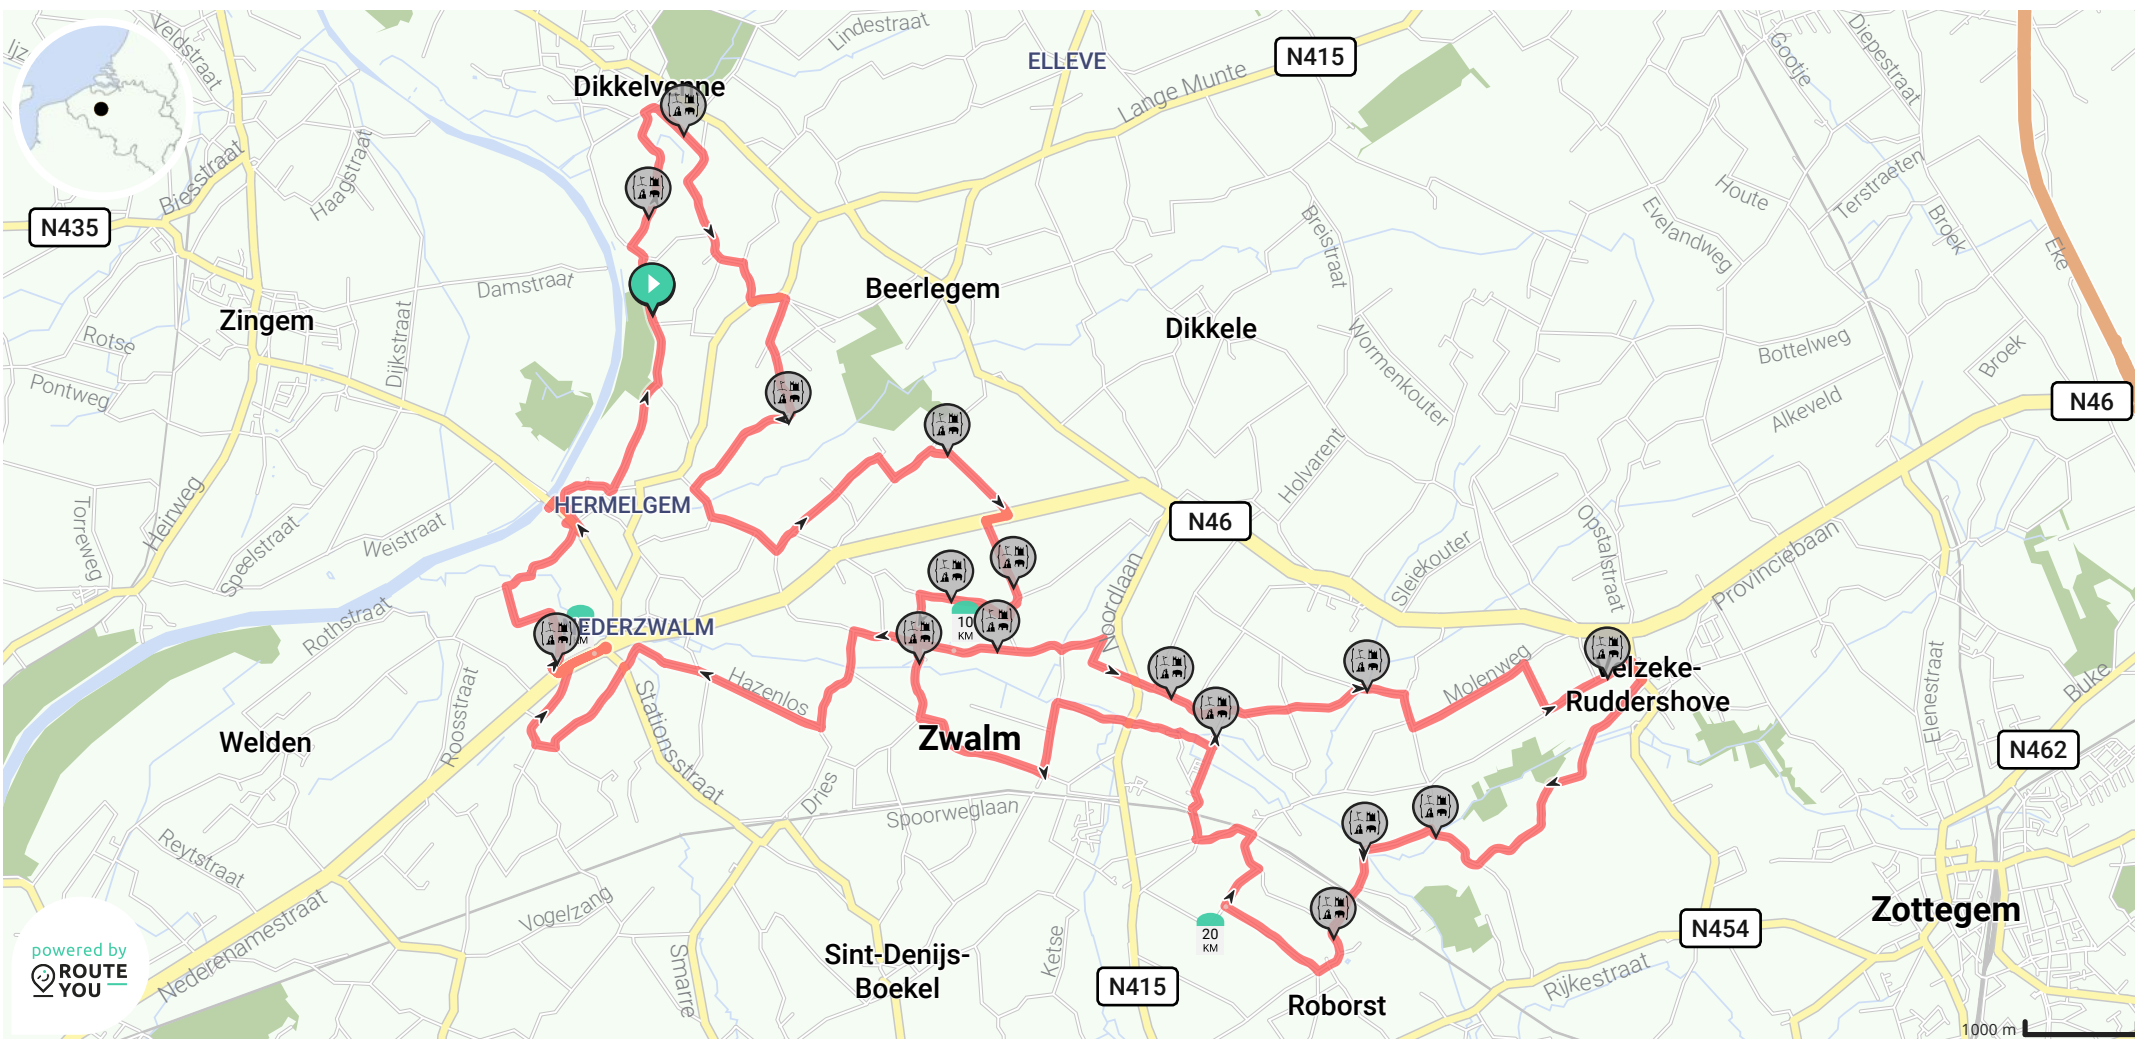 Veldstraat
Lindestraat
ELLEVE
N415
Gootje
Diepestraat
Dikkelvenne
Lange Munte
Biesstraat
Haagstraat
N435
Breistraat
Houte
Terstraeten
Evelandweg
Broek
Eke
Damstraat
Beerlegem
Zingem
Dikkele
Rotse
Dijkstraat
Wormenkouter
Bottelweg
Broek
Pontweg
Alkeveld
N46
Holvarent
HERMELGEM
Torreweg
Heirweg
Speelstraat
Weistraat
N46
Opstalstraat
Provinciebaan
Sleiekouter
Noordlaan
Rothstraat
EDERZWALM
10
KM
Molenweg
elzeke-
Ruddershove
Elenestraat
Buke
Hazenlos
Roosstraat
Stationsstraat
Welden
Zwalm
N462
Dries
Spoorweglaan
Reytstraat
Vogelzang
Zottegem
N454
20
KM
Nederenamestraat
Smarre
Sint-Denijs-
Boekel
Ketse
N415
Roborst
Rijkestraat
powered by
ROUTE
YOU
1000 m